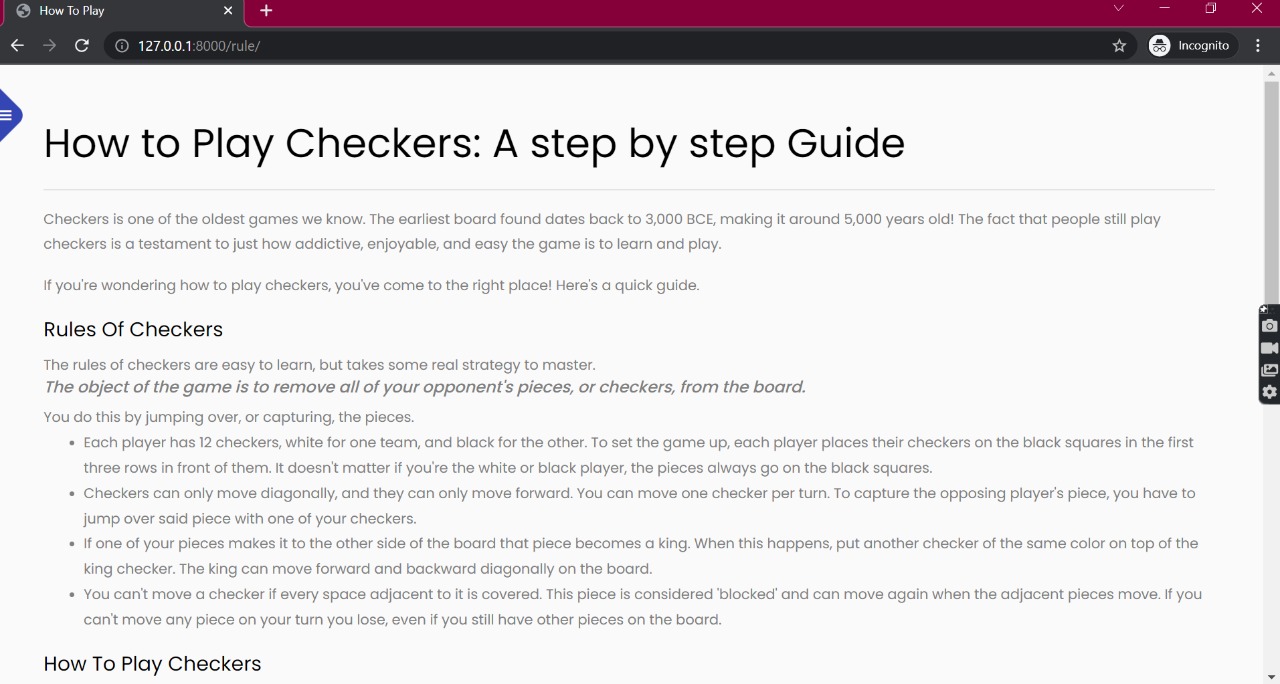 How To Play
127.0.0.1:8000/rule/
Incognito
How to Play Checkers: A step by step Guide
Checkers is one of the oldest games we know. The earliest board found dates back to 3,000 BCE, making it around 5,000 years old! The fact that people still play
checkers is a testament to just how addictive, enjoyable, and easy the game is to learn and play.
If you're wondering how to play checkers, you've come to the right place! Here's a quick guide.
Rules Of Checkers
The rules of checkers are easy to learn, but takes some real strategy to master.
The object of the game is to remove all of your opponent's pieces, or checkers, from the board.
You do this by jumping over, or capturing, the pieces.
• Each player has 12 checkers, white for one team, and black for the other. To set the game up, each player places their checkers on the black squares in the first
three rows in front of them. It doesn't matter if you're the white or black player, the pieces always go on the black squares.
• Checkers can only move diagonally, and they can only move forward. You can move one checker per turn. To capture the opposing player's piece, you have to
jump over said piece with one of your checkers.
• If one of your pieces makes it to the other side of the board that piece becomes a king. When this happens, put another checker of the same color on top of the
king checker. The king can move forward and backward diagonally on the board.
• You can't move a checker if every space adjacent to it is covered. This piece is considered 'blocked' and can move again when the adjacent pieces move. If you
can't move any piece on your turn you lose, even if you still have other pieces on the board.
How To Play Checkers